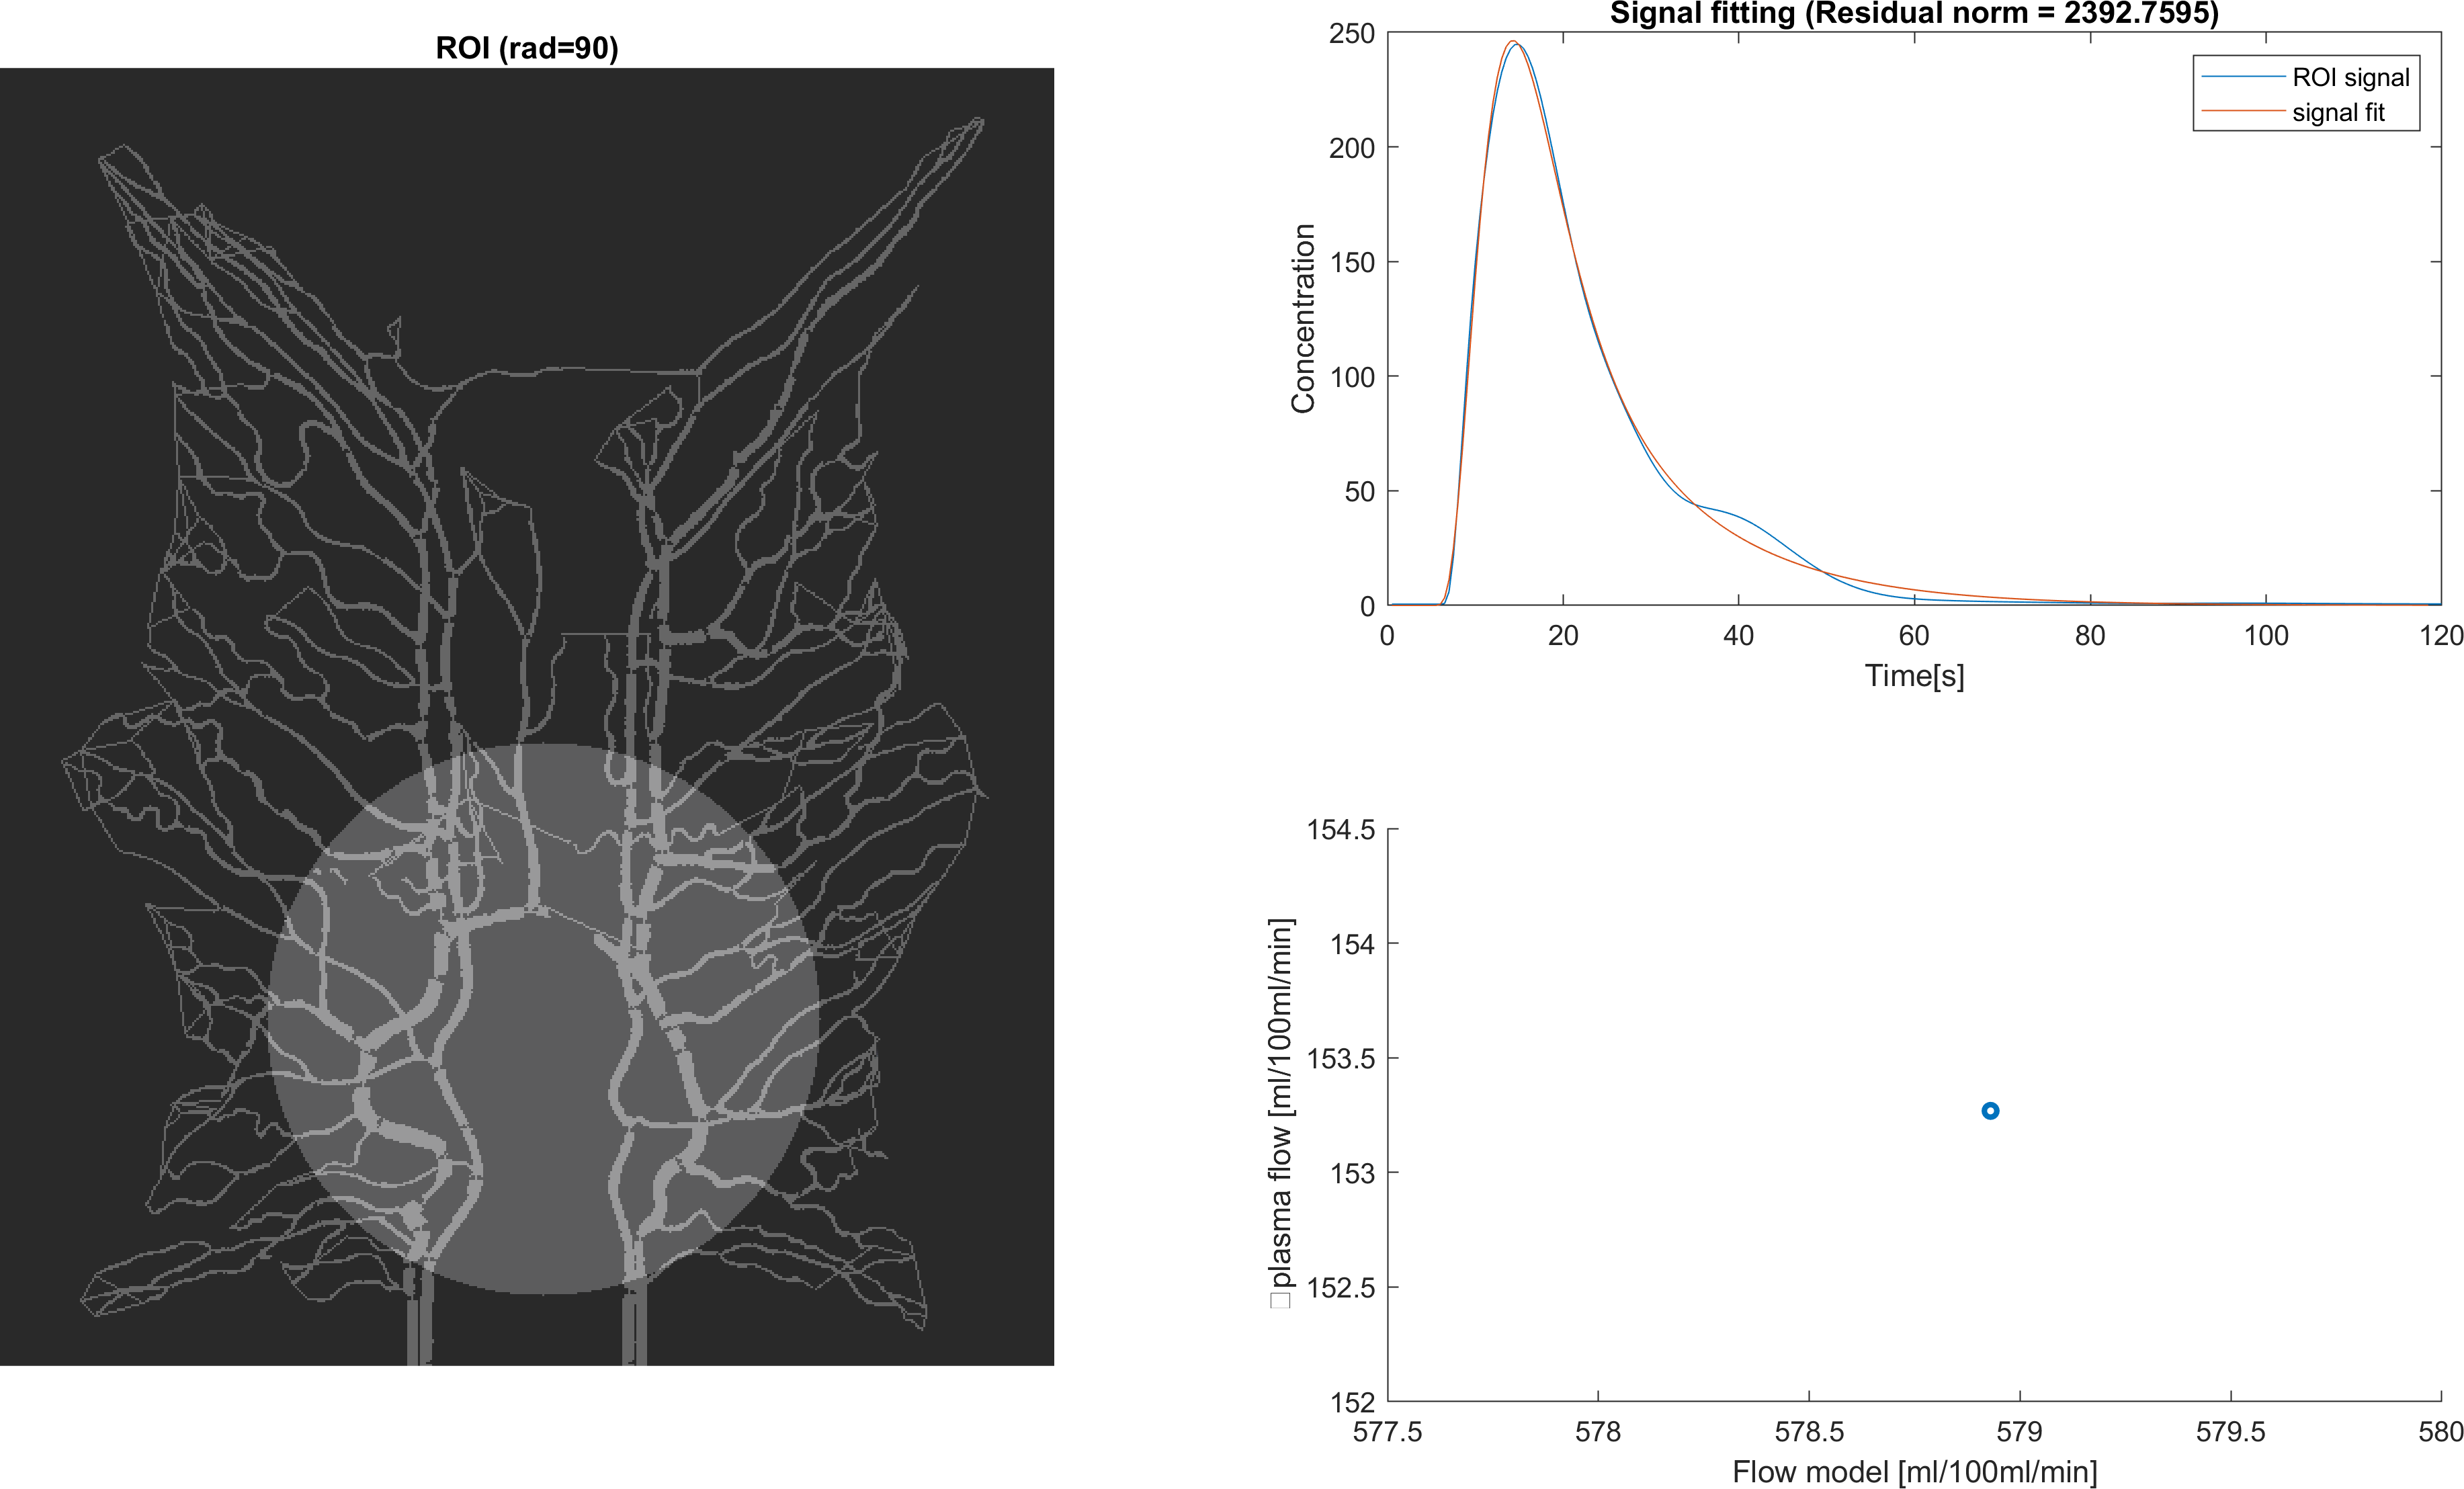 ROI (rad=90)
Signal fitting (Residual norm = 2392.7595)
250
200
150
100
50
0
0 20 40 60 80 100 120
Concentration
Time[s]
ROI signal
signal fit
154.5
154
153.5
153
152.5
152
577.5 578 578.5 579 579.5 580
plasma flow [ml/100ml/min]
Flow model [ml/100ml/min]